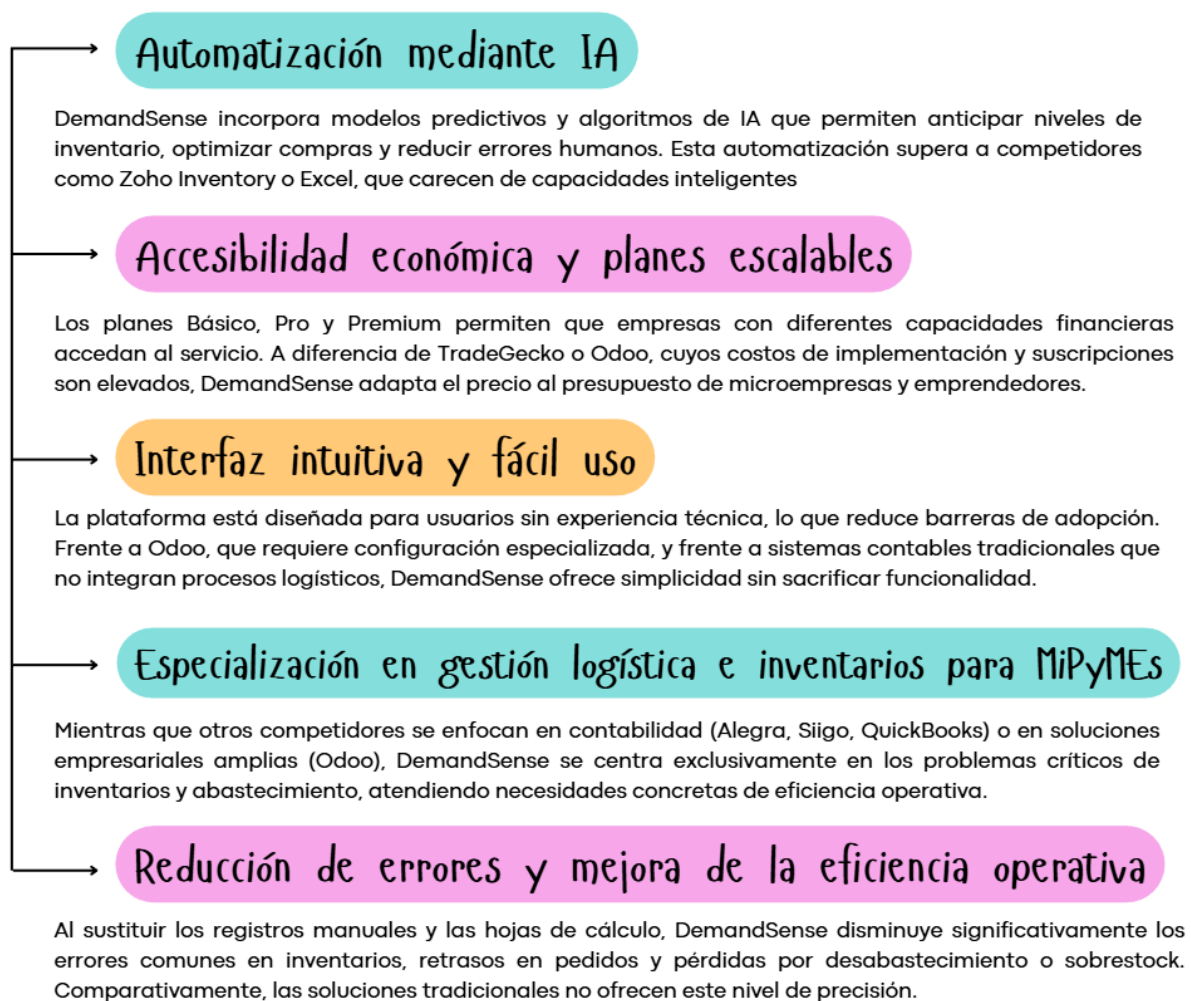 Automatización mediante IA
DemandSense incorpora modelos predictivos y algoritmos de IA que permiten anticipar niveles de
inventario, optimizar compras y reducir errores humanos. Esta automatización supera a competidores
como Zoho Inventory o Excel, que carecen de capacidades inteligentes
Accesibilidad económica y planes escalables
Los planes Básico, Pro y Premium permiten que empresas con diferentes capacidades financieras
accedan al servicio. A diferencia de TradeGecko o Odoo, cuyos costos de implementación y suscripciones
son elevados, DemandSense adapta el precio al presupuesto de microempresas y emprendedores.
Interfaz intuitiva y fácil uso
La plataforma está diseñada para usuarios sin experiencia técnica, lo que reduce barreras de adopción.
Frente a Odoo, que requiere configuración especializada, y frente a sistemas contables tradicionales que
no integran procesos logísticos, DemandSense ofrece simplicidad sin sacrificar funcionalidad.
Especialización en gestión logística e inventarios para MiPyMEs
Mientras que otros competidores se enfocan en contabilidad (Alegra, Siigo, QuickBooks) o en soluciones
empresariales amplias (Odoo), DemandSense se centra exclusivamente en los problemas críticos de
inventarios y abastecimiento, atendiendo necesidades concretas de eficiencia operativa.
Reducción de errores y mejora de la eficiencia operativa
Al sustituir los registros manuales y las hojas de cálculo, DemandSense disminuye significativamente los
errores comunes en inventarios, retrasos en pedidos y pérdidas por desabastecimiento o sobrestock.
Comparativamente, las soluciones tradicionales no ofrecen este nivel de precisión.